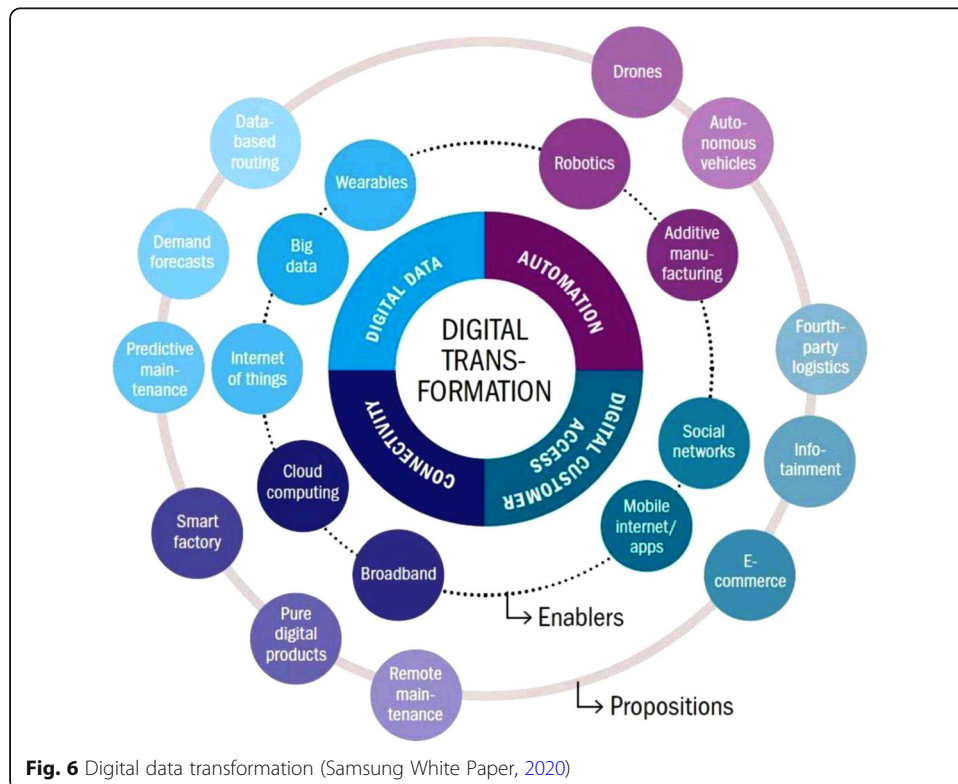 Drones
Auto-
nomous
vehicles
Data-
based
routing
Robotics
Wearables
Additive
manu-
facturing
Demand
forecasts
Big
data
DIGITAL DATA
AUTOMATION
DIGITAL
TRANS-
FORMATION
CONNECTIVITY
DIGITAL CUSTOMER
ACCESS
Predictive
main-
tenance
Internet
of things
Fourth-
party
logistics
Social
networks
Info-
tainment
Cloud
computing
Mobile
internet/
apps
Smart
factory
Broadband
E-
commerce
Enablers
Pure
digital
products
Remote
main-
tenance
Propositions
Fig. 6 Digital data transformation (Samsung White Paper, 2020)